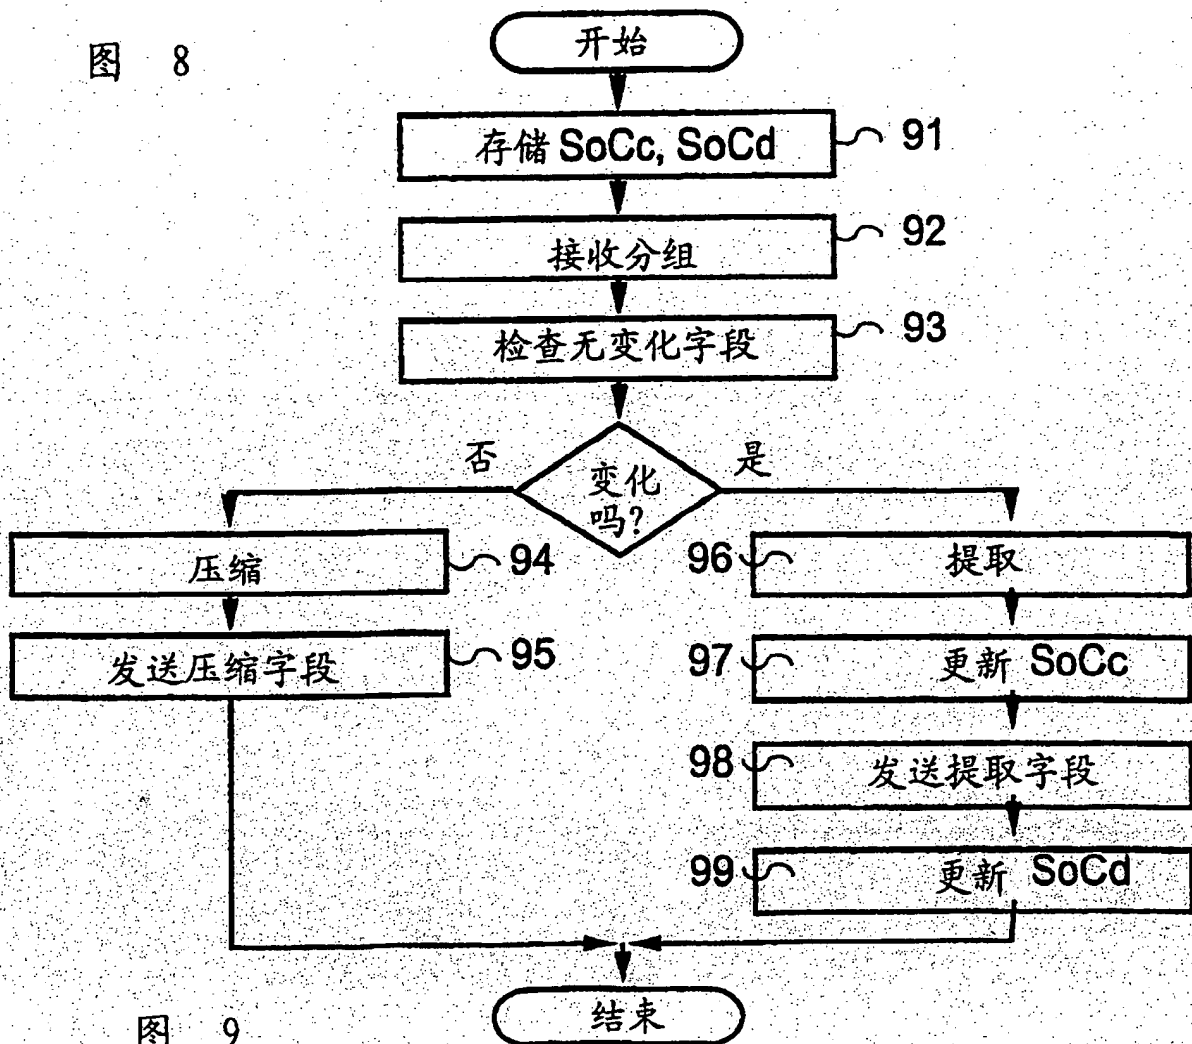 图 8
开始
存储 SoCc, SoCd
91
接收分组
92
检查无变化字段
93
否
变化
吗?
是
压缩
94
发送压缩字段
95
96
提取
97
更新 SoCc
98
发送提取字段
99
更新 SoCd
结束
图 9